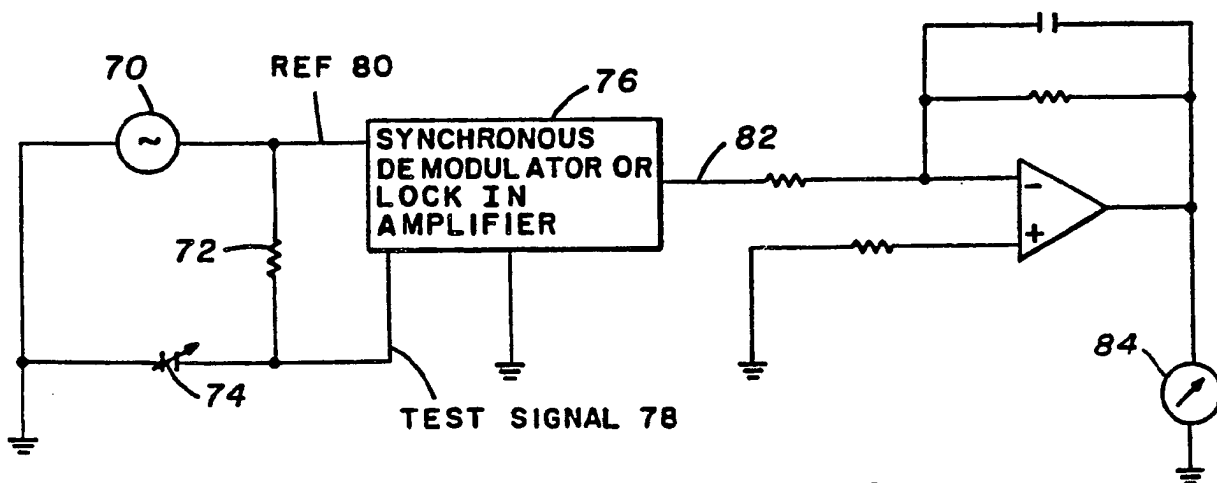 70
REF 80
76
SYNCHRONOUS
DEMODULATOR OR
LOCK IN
AMPLIFIER
82
72
74
TEST SIGNAL 78
~
-
+
84